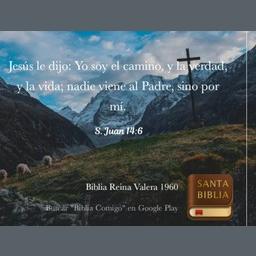 Jesús le dijo: Yo soy el camino, y la verdad,
y la vida; nadie viene al Padre, sino por
mí.
S. Juan 14:6
Biblia Reina Valera 1960
Buscar "Biblia Comigo" en Google Play
SANTA
BIBLIA